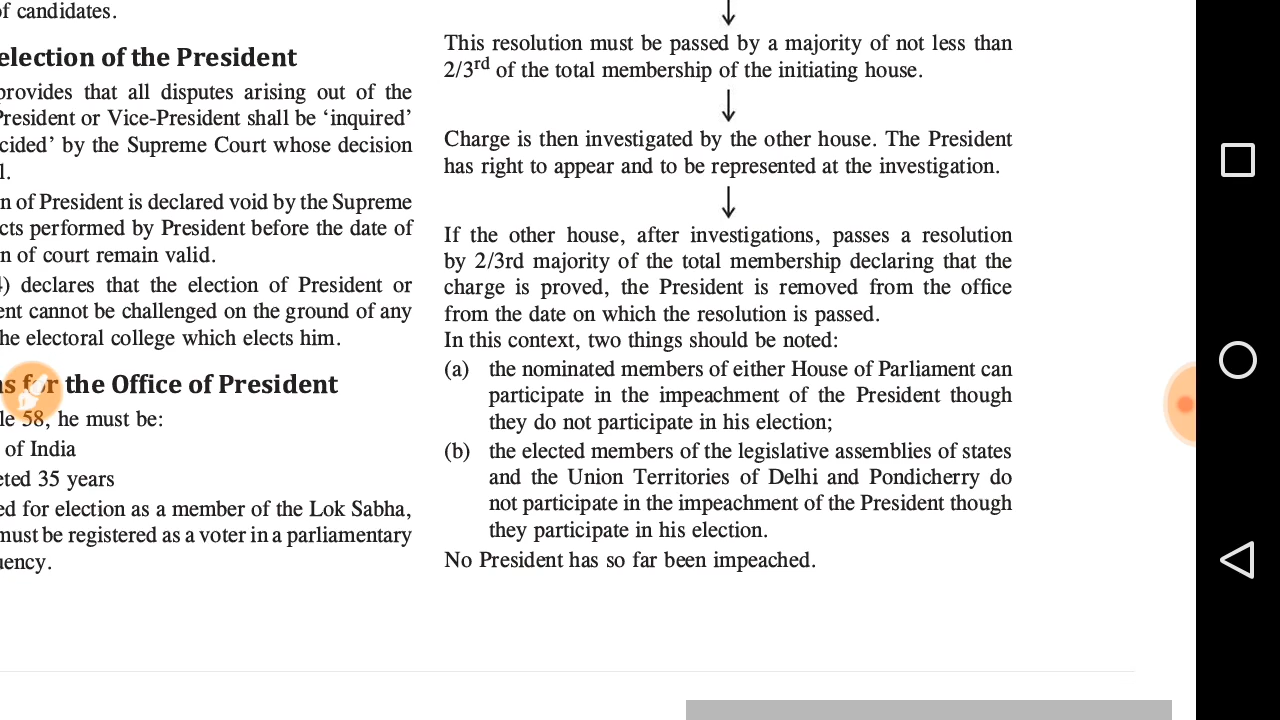 of candidates.
election of the President
provides that all disputes arising out of the
President or Vice-President shall be ‘inquired’
cided’ by the Supreme Court whose decision
l.
n of President is declared void by the Supreme
cts performed by President before the date of
n of court remain valid.
) declares that the election of President or
ent cannot be challenged on the ground of any
he electoral college which elects him.
s for the Office of President
le 58, he must be:
of India
eted 35 years
ed for election as a member of the Lok Sabha,
must be registered as a voter in a parliamentary
uency.
This resolution must be passed by a majority of not less than
2/3rd of the total membership of the initiating house.
Charge is then investigated by the other house. The President
has right to appear and to be represented at the investigation.
If the other house, after investigations, passes a resolution
by 2/3rd majority of the total membership declaring that the
charge is proved, the President is removed from the office
from the date on which the resolution is passed.
In this context, two things should be noted:
(a) the nominated members of either House of Parliament can
participate in the impeachment of the President though
they do not participate in his election;
(b) the elected members of the legislative assemblies of states
and the Union Territories of Delhi and Pondicherry do
not participate in the impeachment of the President though
they participate in his election.
No President has so far been impeached.